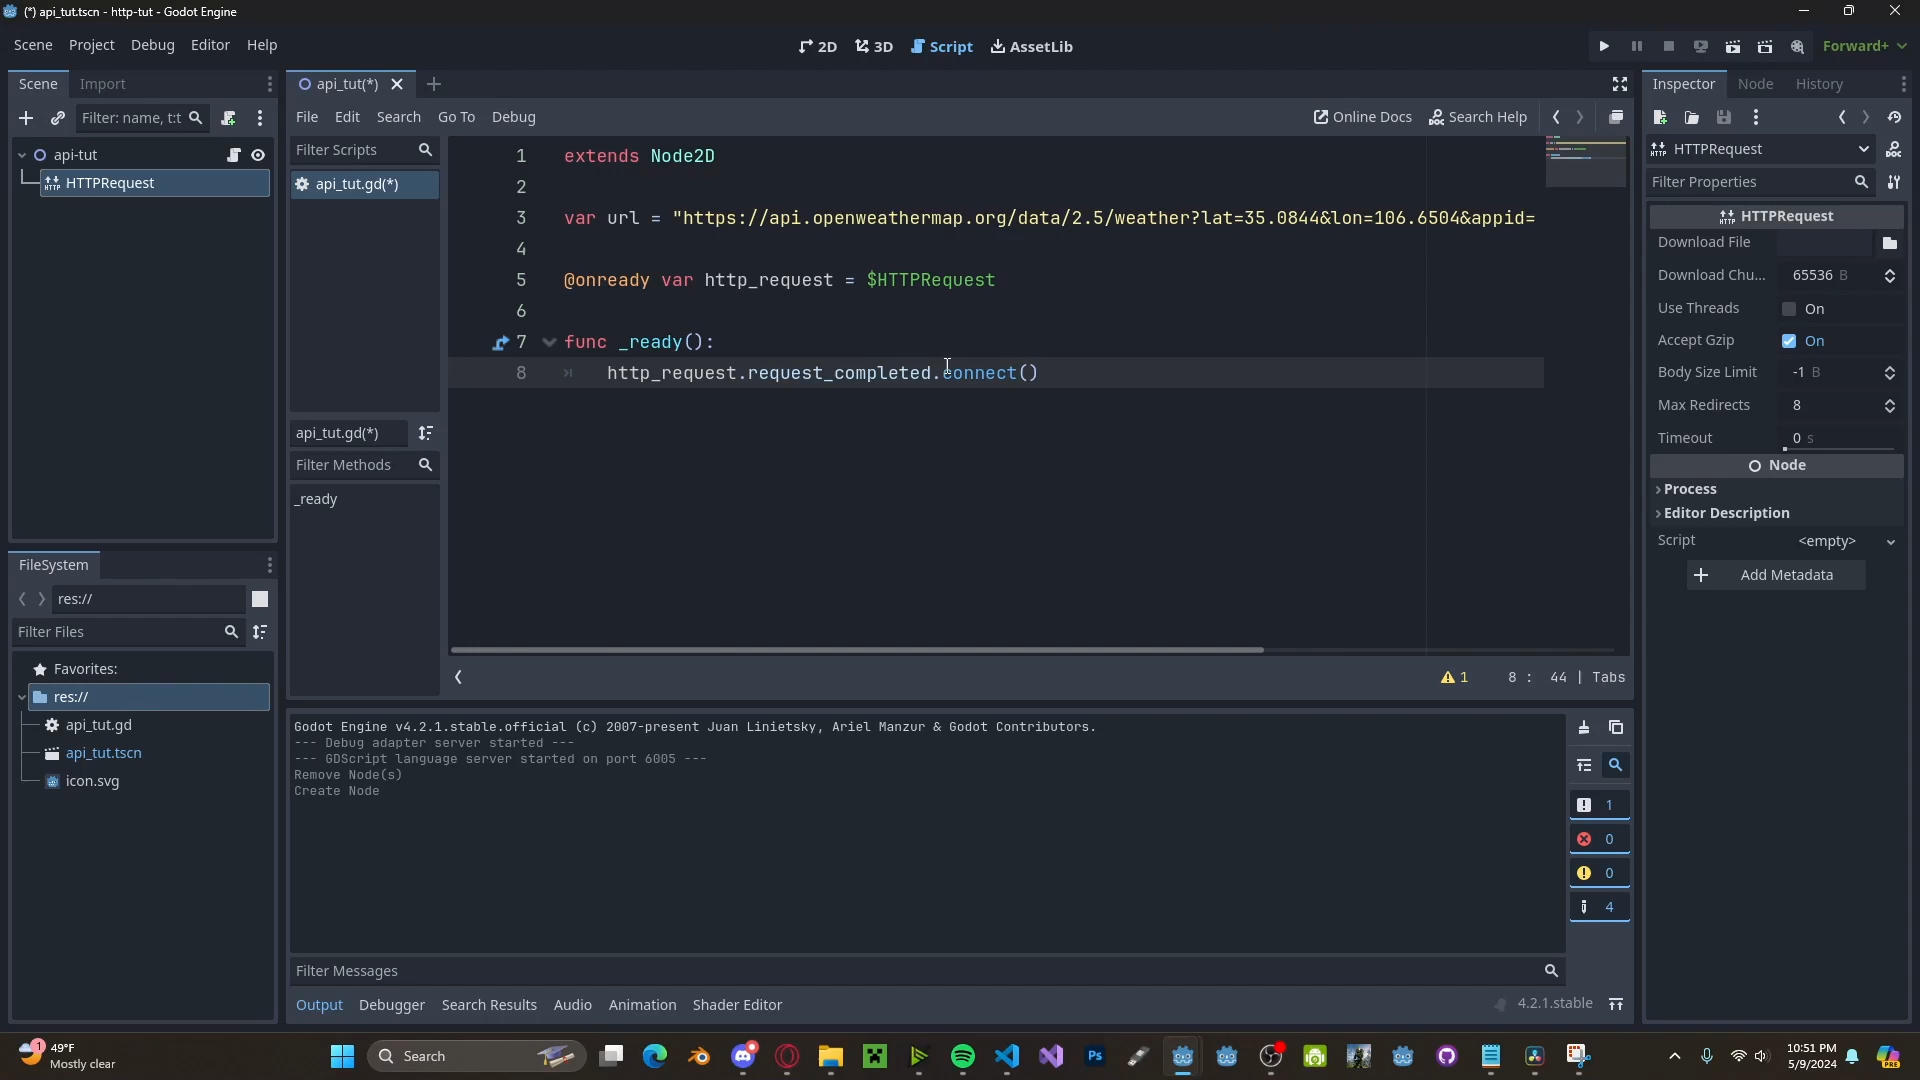 (*) api_tut.tscn - http-tut - Godot Engine
Scene Project Debug Editor Help
2D 3D Script AssetLib
Forward+
Scene Import
Filter: name, t:t
api-tut
HTTPRequest
FileSystem
res://
Filter Files
Favorites:
res://
api_tut.gd
api_tut.tscn
icon.svg
api_tut(*)
File Edit Search Go To Debug
Online Docs Search Help
Filter Scripts
api_tut.gd(*)
api_tut.gd(*)
Filter Methods
_ready
1 extends Node2D
2
3 var url = "https://api.openweathermap.org/data/2.5/weather?lat=35.0844&lon=106.6504&appid=
4
5 @onready var http_request = $HTTPRequest
6
7 func _ready():
8 http_request.request_completed.connect()
1 8 : 44 | Tabs
Godot Engine v4.2.1.stable.official (c) 2007-present Juan Linietsky, Ariel Manzur & Godot Contributors.
--- Debug adapter server started ---
--- GDScript language server started on port 6005 ---
Remove Node(s)
Create Node
1
0
0
4
Filter Messages
Output Debugger Search Results Audio Animation Shader Editor
4.2.1.stable
Inspector Node History
HTTPRequest
Filter Properties
HTTPRequest
Download File
Download Chu... 65536 B
Use Threads On
Accept Gzip On
Body Size Limit -1 B
Max Redirects 8
Timeout 0 s
Node
Process
Editor Description
Script <empty>
Add Metadata
1
49°F
Mostly clear
Search
Ps
10:51 PM
5/9/2024
PRE